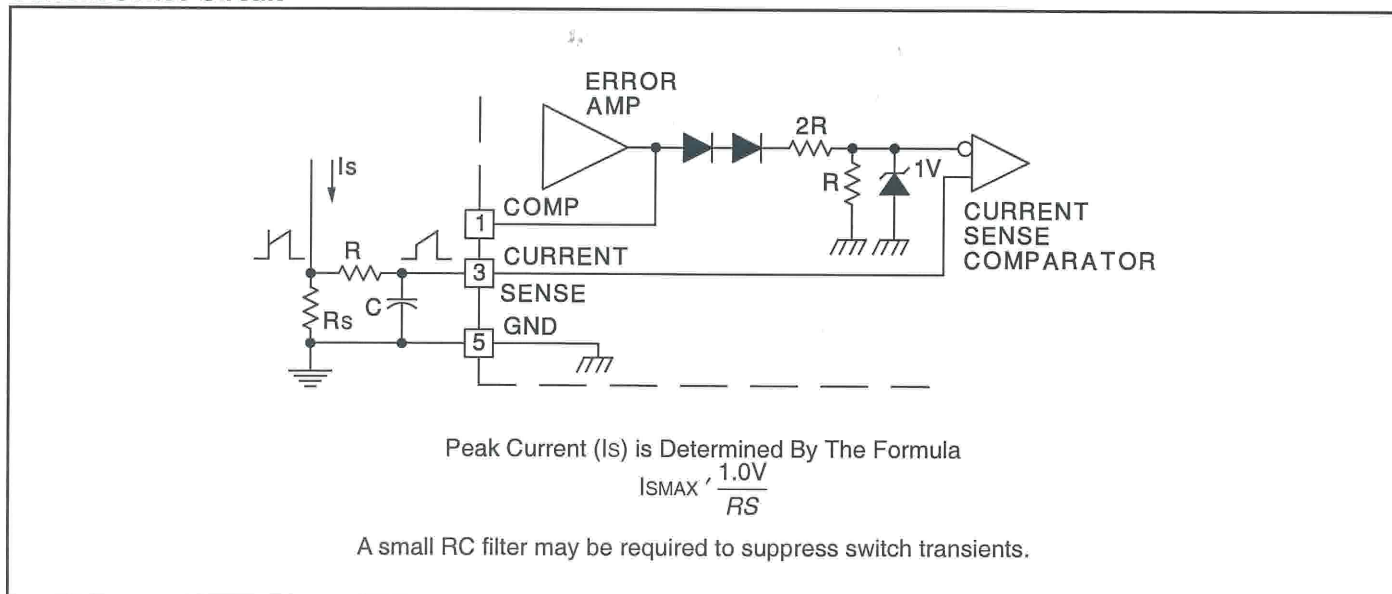 ERROR
AMP
2R
Is
R
1V
1
COMP
CURRENT
SENSE
COMPARATOR
R
3
CURRENT
SENSE
C
Rs
5
GND
Peak Current (Is) is Determined By The Formula
ISMAX ′ 1.0V
RS
A small RC filter may be required to suppress switch transients.